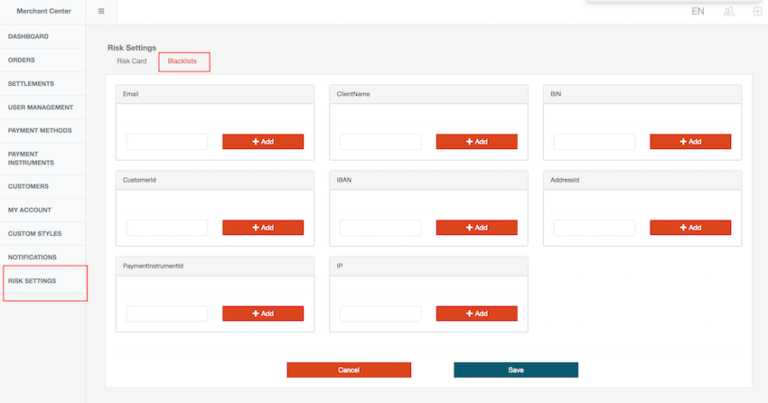 Merchant Center
EN
DASHBOARD
ORDERS
SETTLEMENTS
USER MANAGEMENT
PAYMENT METHODS
PAYMENT
INSTRUMENTS
CUSTOMERS
MY ACCOUNT
CUSTOM STYLES
NOTIFICATIONS
RISK SETTINGS
Risk Settings
Risk Card Blacklists
Email ClientName BIN
+ Add + Add + Add
CustomerId IBAN AddressId
+ Add + Add + Add
PaymentInstrumentId IP
+ Add + Add
Cancel Save